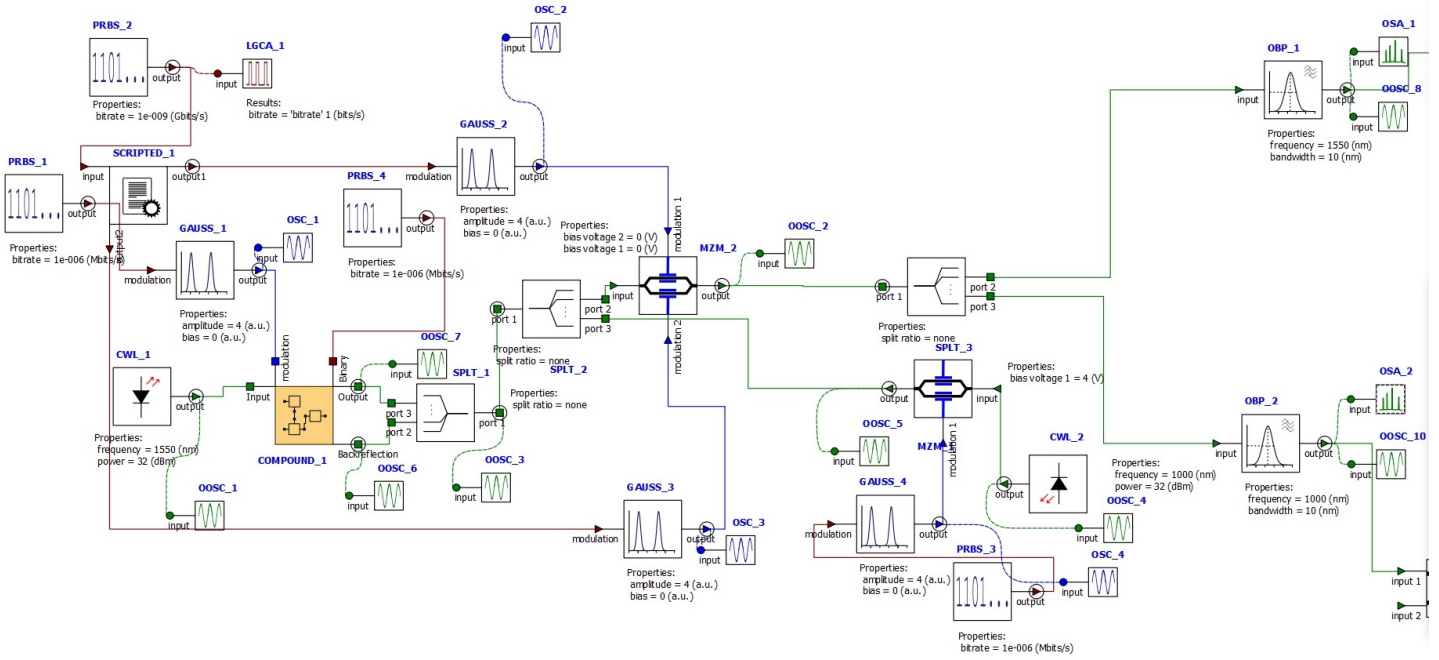 PRBS_2
output
Properties:
bitrate = 1e-009 (Gbits/s)
LGCA_1
input
Results:
bitrate = 'bitrate' 1 (bits/s)
OSC_2
input
OSA_1
input
OBP_1
input
output
OOSC_8
input
Properties:
frequency = 1550 (nm)
bandwidth = 10 (nm)
SCRIPTED_1
input
output1
output2
PRBS_1
output
Properties:
bitrate = 1e-006 (Mbits/s)
GAUSS_2
modulation
output
Properties:
amplitude = 4 (a.u.)
bias = 0 (a.u.)
PRBS_4
output
Properties:
bitrate = 1e-006 (Mbits/s)
GAUSS_1
modulation
output
Properties:
amplitude = 4 (a.u.)
bias = 0 (a.u.)
OSC_1
input
Properties:
bias voltage 2 = 0 (V)
bias voltage 1 = 0 (V)
modulation 1
MZM_2
input
output
modulation 2
OOSC_2
input
port 1
port 2
port 3
Properties:
split ratio = none
SPLT_3
port 1
port 2
port 3
Properties:
split ratio = none
SPLT_2
CWL_1
output
Properties:
frequency = 1550 (nm)
power = 32 (dBm)
modulation
Binary
Input
Output
Backreflection
COMPOUND_1
OOSC_7
input
SPLT_1
port 3
port 2
port 1
Properties:
split ratio = none
OOSC_6
input
OOSC_3
input
OOSC_1
input
output
input
Properties:
bias voltage 1 = 4 (V)
modulation 1
OOSC_5
input
CWL_2
output
Properties:
frequency = 1000 (nm)
power = 32 (dBm)
OOSC_4
input
OBP_2
input
output
Properties:
frequency = 1000 (nm)
bandwidth = 10 (nm)
OSA_2
input
OOSC_10
input
GAUSS_3
modulation
output
Properties:
amplitude = 4 (a.u.)
bias = 0 (a.u.)
OSC_3
input
GAUSS_4
modulation
output
Properties:
amplitude = 4 (a.u.)
bias = 0 (a.u.)
PRBS_3
output
Properties:
bitrate = 1e-006 (Mbits/s)
OSC_4
input
input 1
input 2